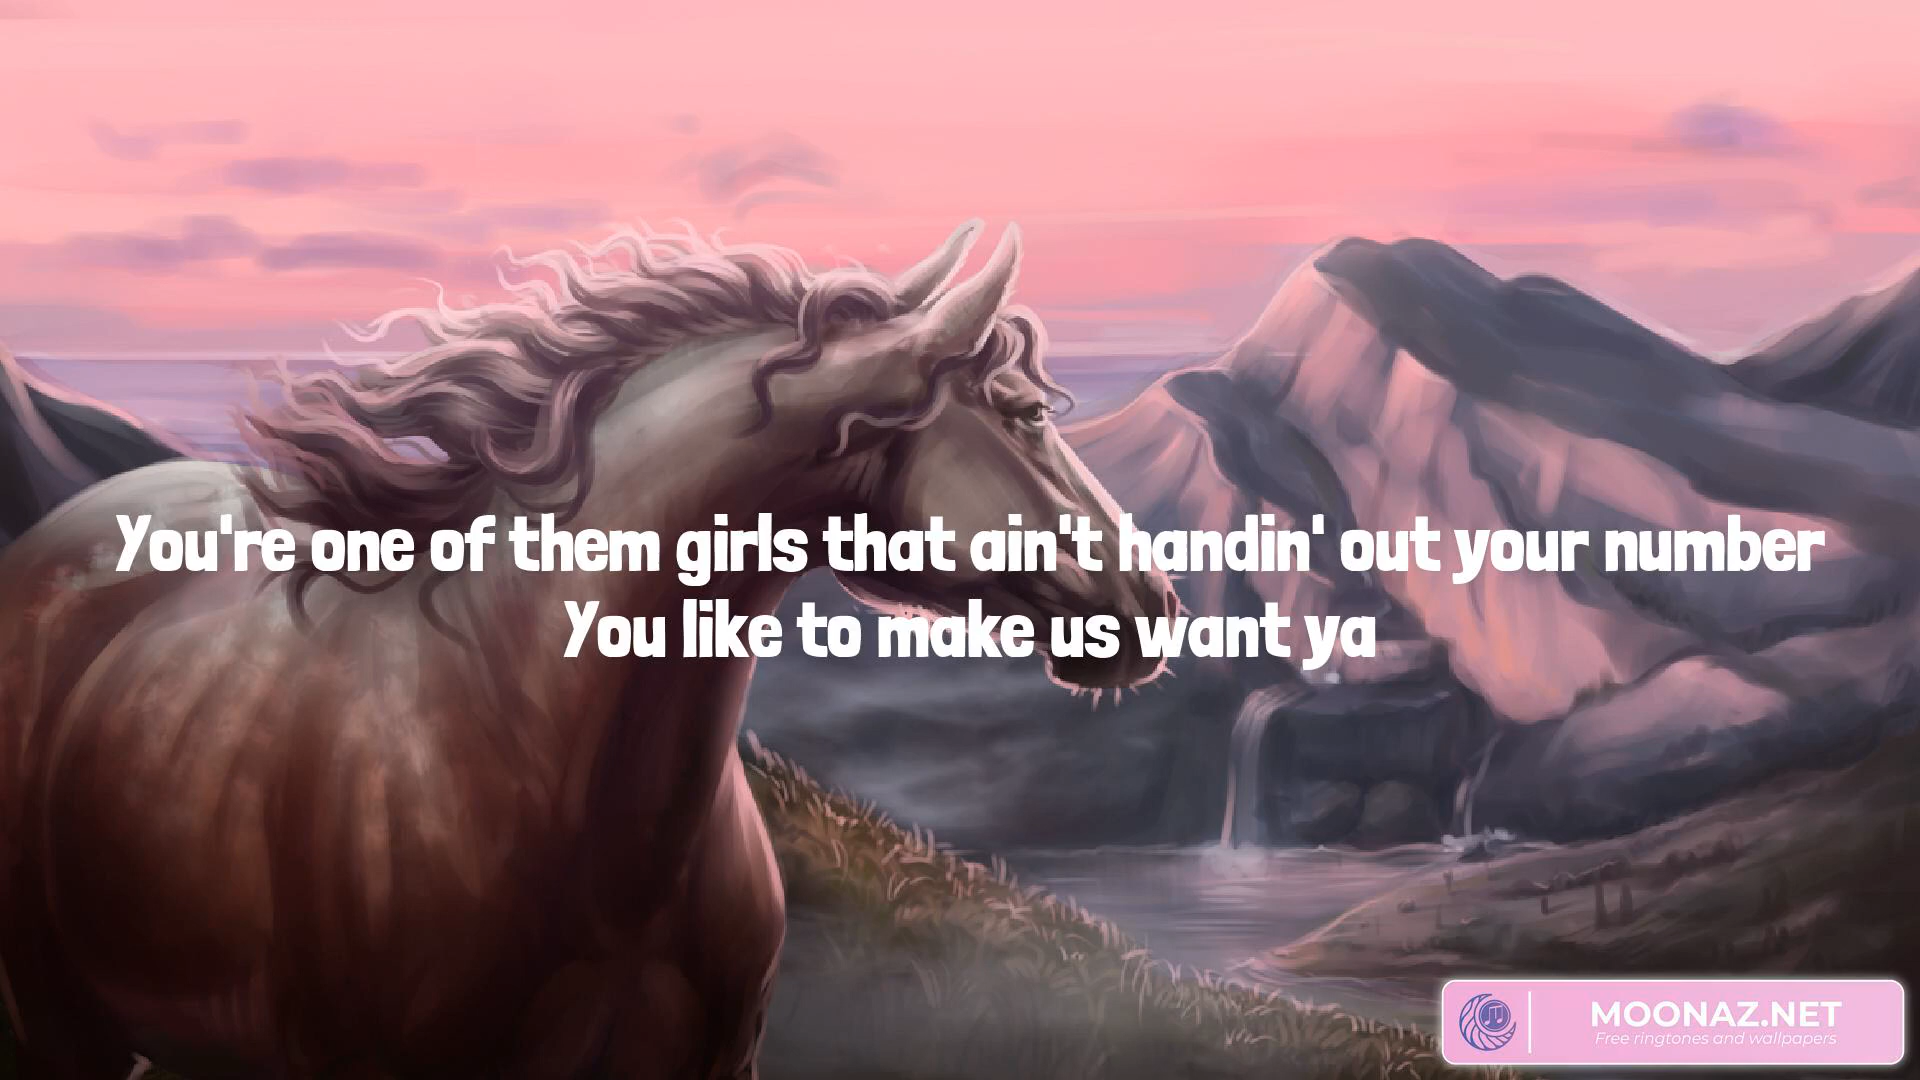 You're one of them girls that ain't handin' out your number
You like to make us want ya
MOONAZ.NET
Free ringtones and wallpapers